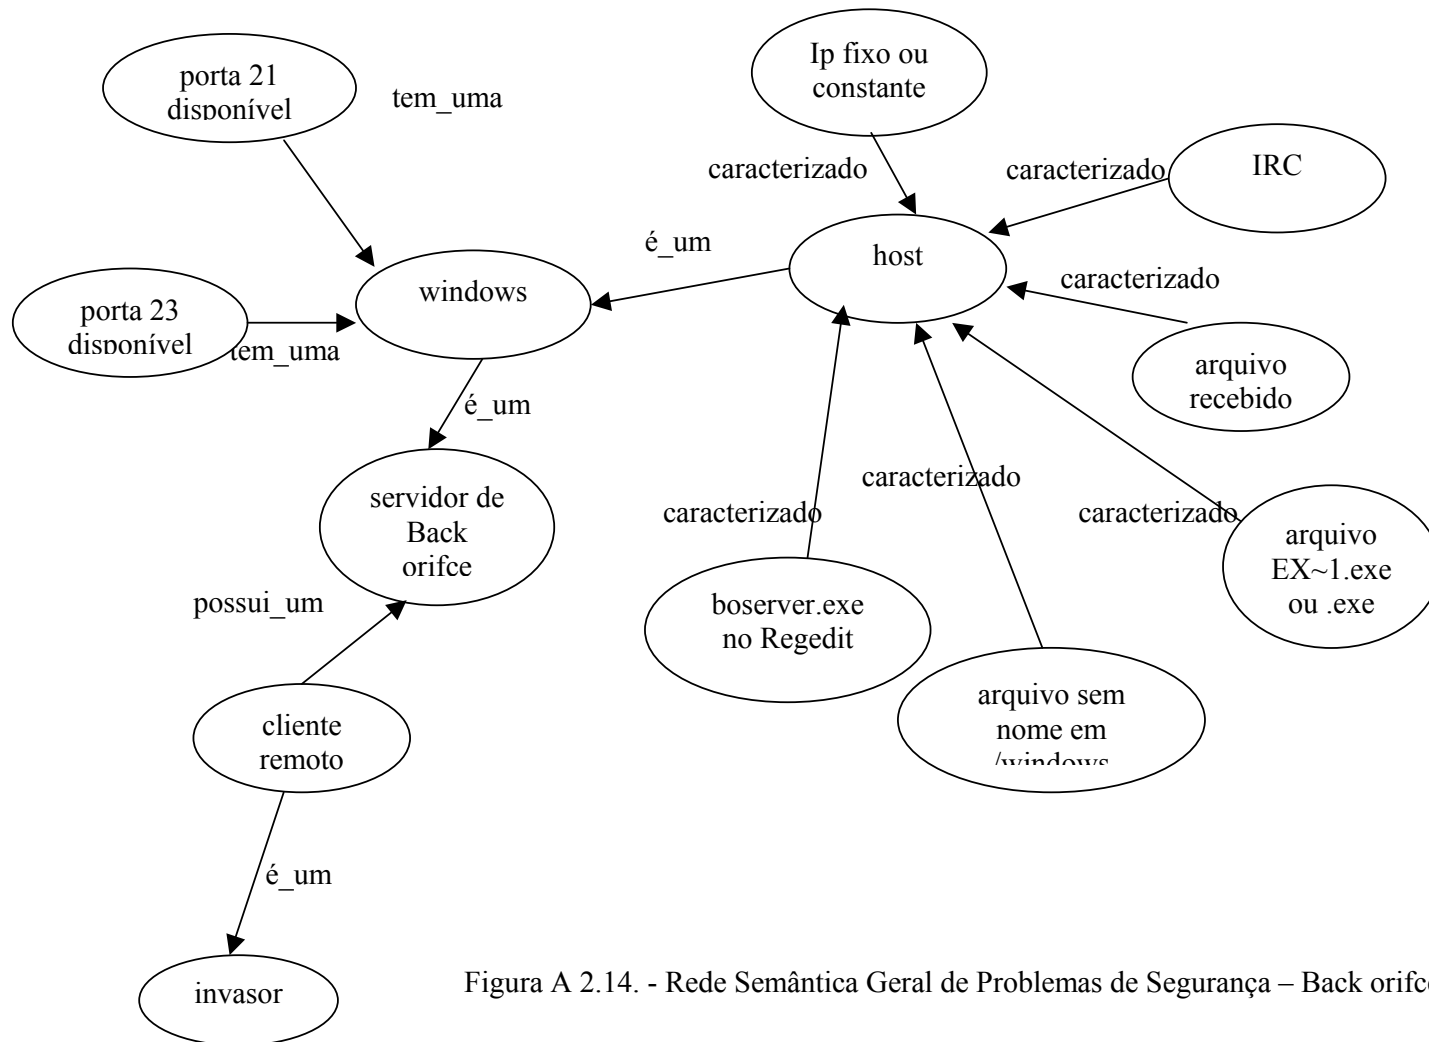 porta 21
disponível
tem_uma
Ip fixo ou
constante
caracterizado
caracterizado
IRC
é_um
host
windows
caracterizado
porta 23
disponível
tem_uma
arquivo
recebido
é_um
servidor de
Back
orifce
caracterizado
caracterizado
caracterizado
arquivo
EX~1.exe
ou .exe
possui_um
boserver.exe
no Regedit
arquivo sem
nome em
/windows
cliente
remoto
é_um
invasor
Figura A 2.14. - Rede Semântica Geral de Problemas de Segurança – Back orifce